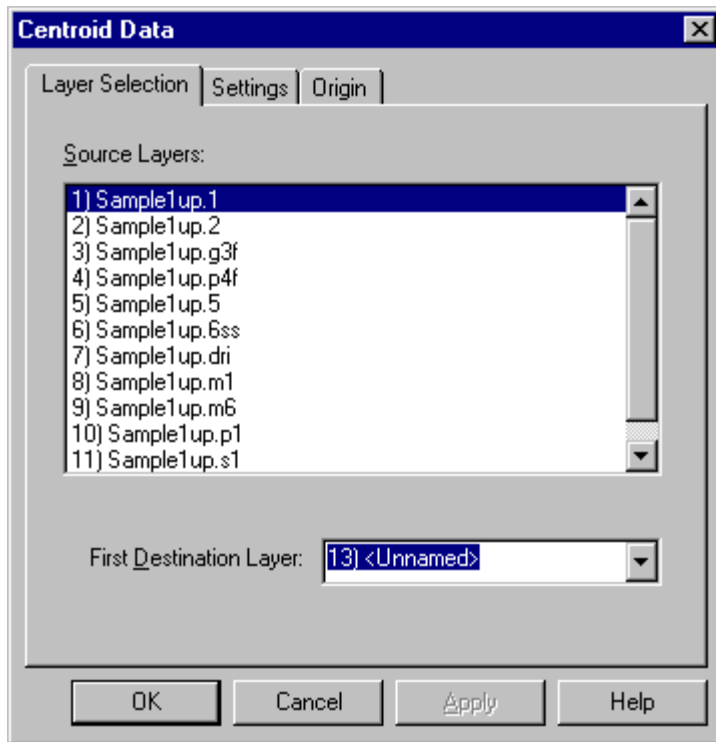 Centroid Data
Layer Selection Settings Origin
Source Layers:
1) Sample1up.1
2) Sample1up.2
3) Sample1up.g3f
4) Sample1up.p4f
5) Sample1up.5
6) Sample1up.6ss
7) Sample1up.dri
8) Sample1up.m1
9) Sample1up.m6
10) Sample1up.p1
11) Sample1up.s1
First Destination Layer: 13) <Unnamed>
OK Cancel Apply Help